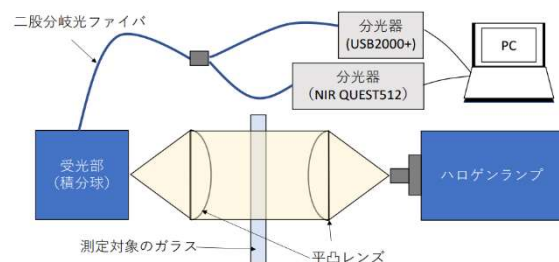 二股分岐光ファイバ
分光器
(USB2000+)
PC
分光器
（NIR QUEST512）
受光部
（積分球）
ハロゲンランプ
測定対象のガラス
平凸レンズ